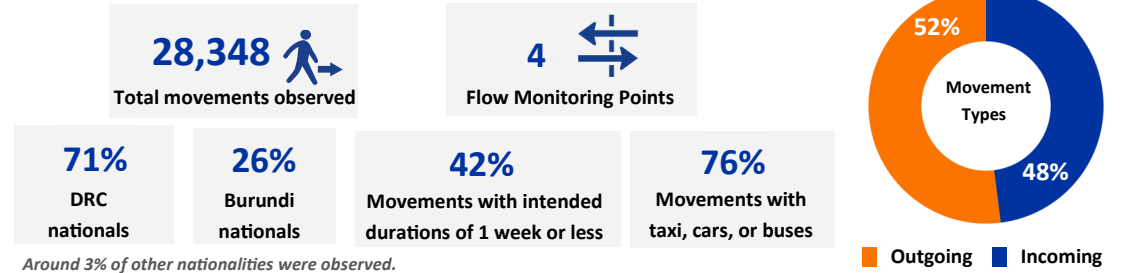 28,348
Total movements observed
4
Flow Monitoring Points
71%
DRC
nationals
26%
Burundi
nationals
42%
Movements with intended
durations of 1 week or less
76%
Movements with
taxi, cars, or buses
Around 3% of other nationalities were observed.
52%
Movement
Types
48%
Outgoing
Incoming